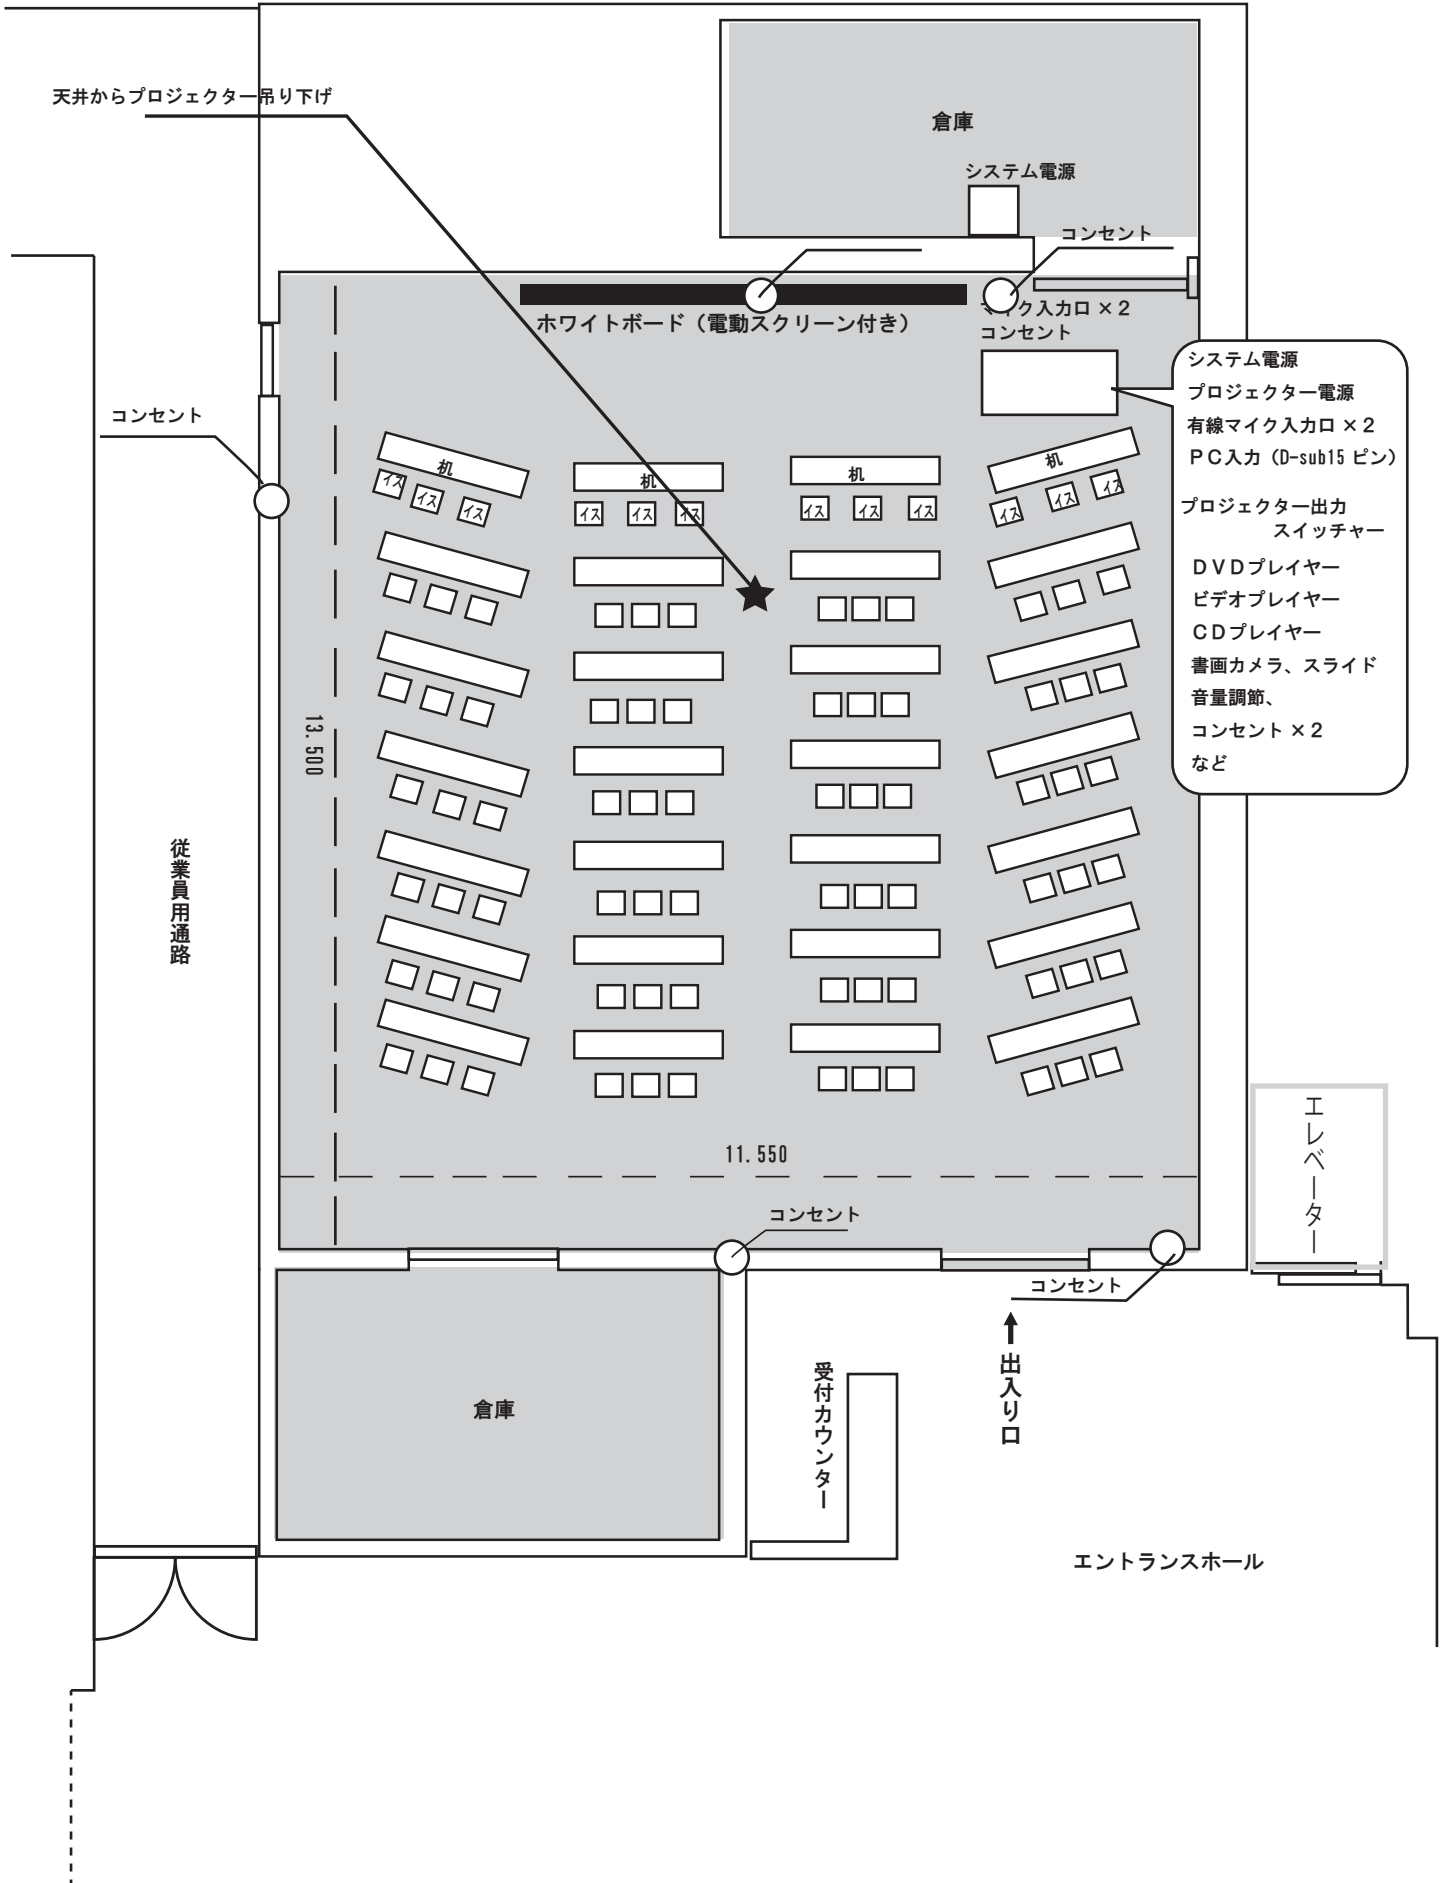 天井からプロジェクター吊り下げ
倉庫
システム電源
コンセント
ホワイトボード（電動スクリーン付き）
マイク入力口×２
コンセント
システム電源
プロジェクター電源
有線マイク入力口×２
ＰＣ入力（D-sub15ピン）
プロジェクター出力
スイッチャー
ＤＶＤプレイヤー
ビデオプレイヤー
ＣＤプレイヤー
書画カメラ、スライド
音量調節、
コンセント×２
など
コンセント
机
机
机
机
イス
イス
イス
イス
イス
イス
イス
イス
イス
イス
イス
イス
13.500
従業員用通路
11.550
エレベーター
コンセント
コンセント
出入り口
受付カウンター
倉庫
エントランスホール